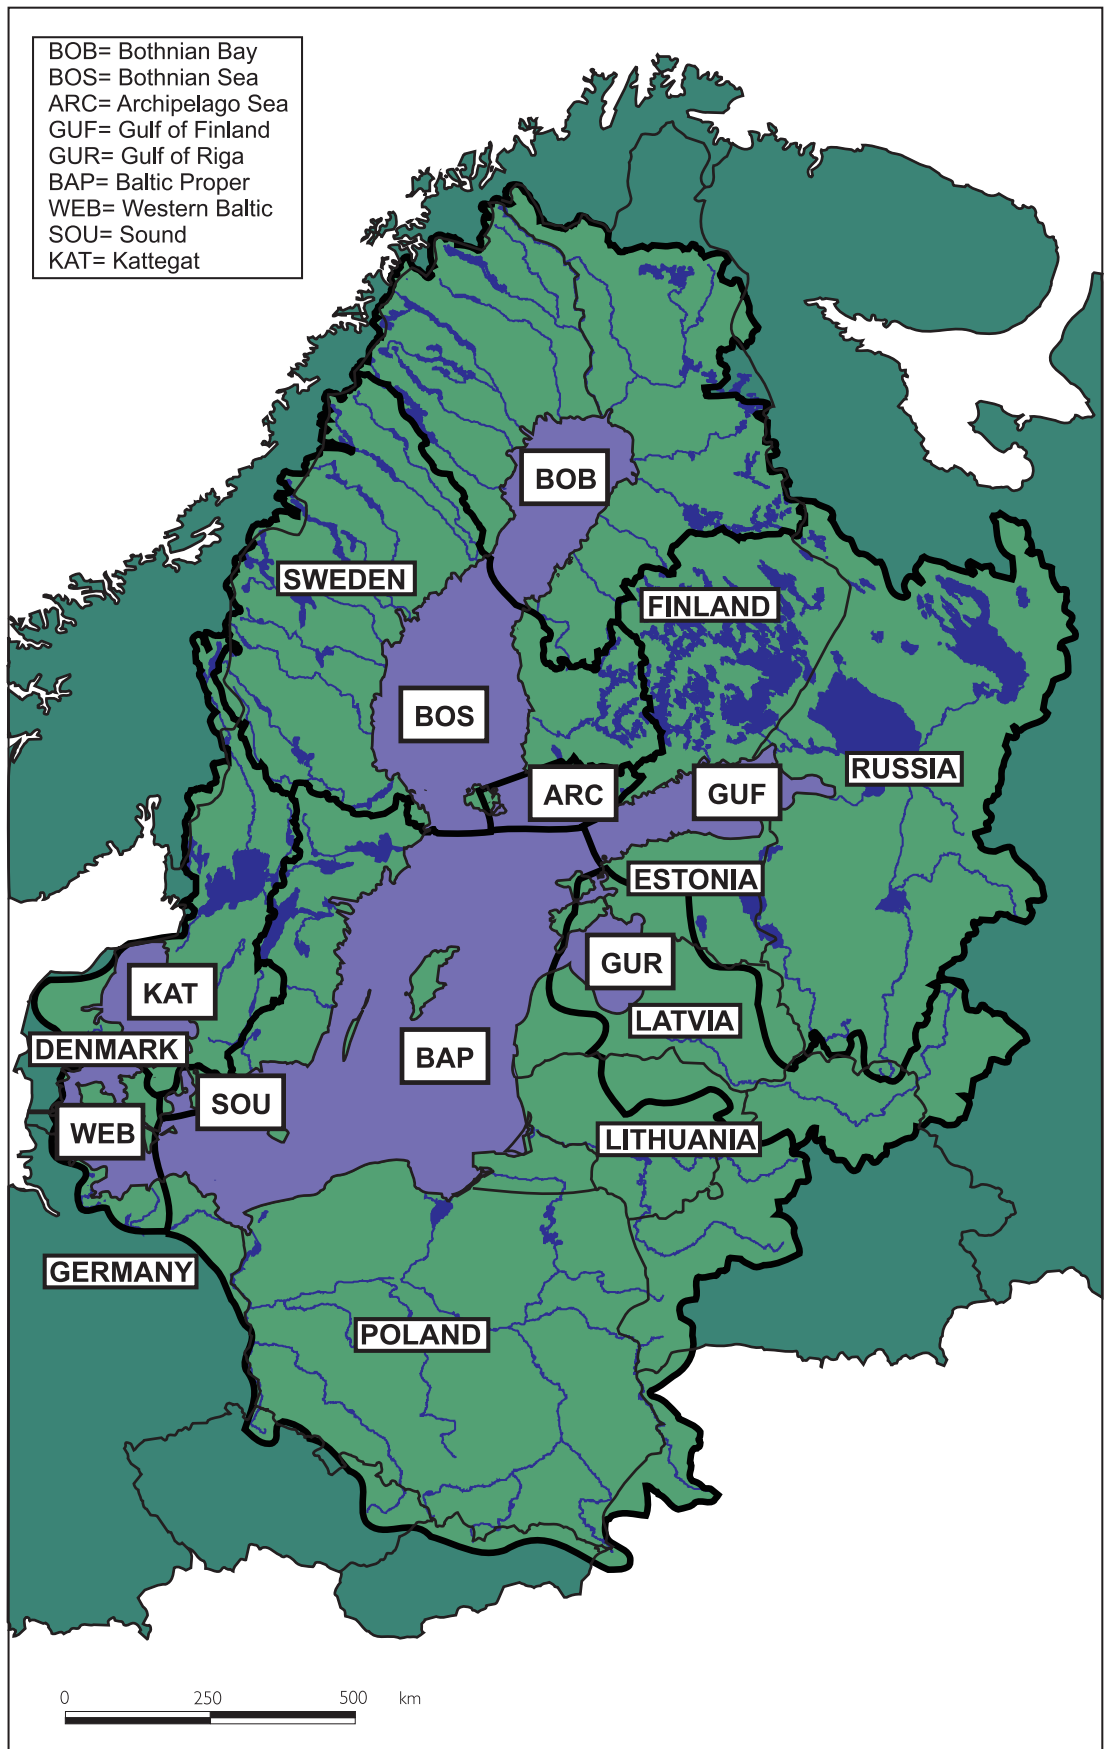 BOB= Bothnian Bay
BOS= Bothnian Sea
ARC= Archipelago Sea
GUF= Gulf of Finland
GUR= Gulf of Riga
BAP= Baltic Proper
WEB= Western Baltic
SOU= Sound
KAT= Kattegat
BOB
SWEDEN
FINLAND
BOS
RUSSIA
ARC
GUF
ESTONIA
GUR
KAT
LATVIA
DENMARK
BAP
SOU
WEB
LITHUANIA
GERMANY
POLAND
0 250 500 km